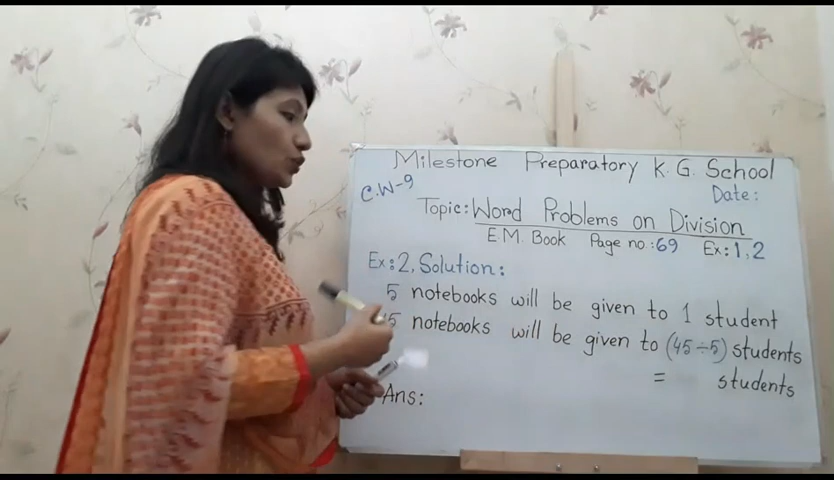 Milestone Preparatory K.G. School
C.W-9
Date:
Topic: Word Problems on Division
E.M. Book Page no: 69 Ex: 1, 2
Ex: 2, Solution:
5 notebooks will be given to 1 student
5 notebooks will be given to (45÷5) students
= students
Ans: